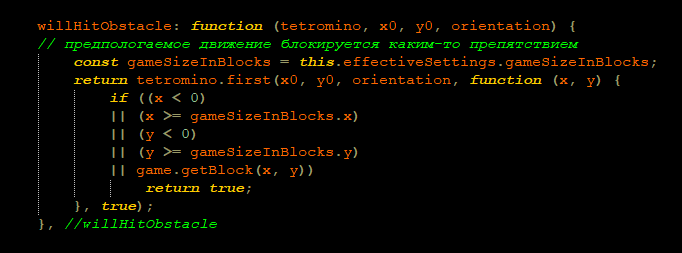 willHitObstacle: function (tetromino, x0, y0, orientation) {
// предпологаемое движение блокируется каким-то препятствием
const gameSizeInBlocks = this.effectiveSettings.gameSizeInBlocks;
return tetromino.first(x0, y0, orientation, function (x, y) {
if ((x < 0)
|| (x >= gameSizeInBlocks.x)
|| (y < 0)
|| (y >= gameSizeInBlocks.y)
|| game.getBlock(x, y))
return true;
}, true);
}, //willHitObstacle